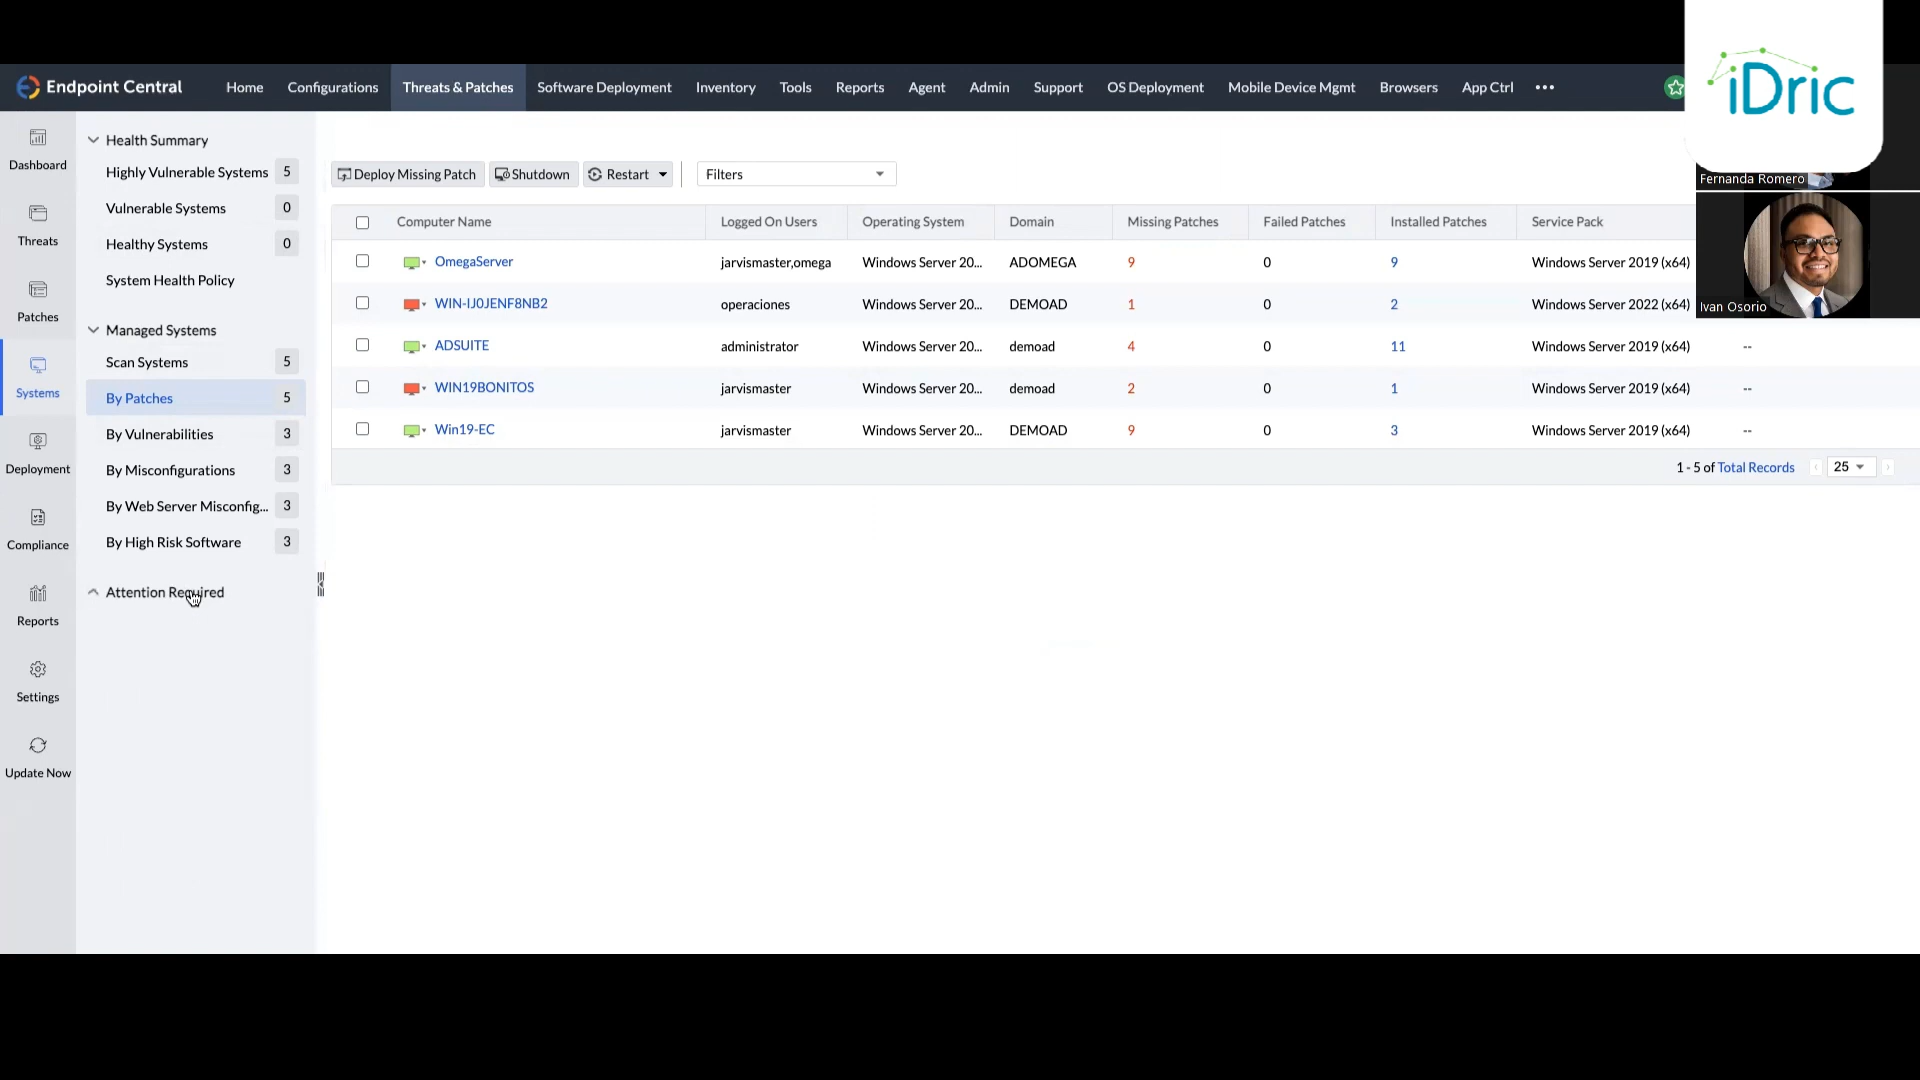 iDric
Endpoint Central
Home
Configurations
Threats & Patches
Software Deployment
Inventory
Tools
Reports
Agent
Admin
Support
OS Deployment
Mobile Device Mgmt
Browsers
App Ctrl
Dashboard
Threats
Patches
Systems
Deployment
Compliance
Reports
Settings
Update Now
Health Summary
Highly Vulnerable Systems 5
Vulnerable Systems 0
Healthy Systems 0
System Health Policy
Managed Systems
Scan Systems 5
By Patches 5
By Vulnerabilities 3
By Misconfigurations 3
By Web Server Misconfig... 3
By High Risk Software 3
Attention Required
Deploy Missing Patch
Shutdown
Restart
Filters
Computer Name Logged On Users Operating System Domain Missing Patches Failed Patches Installed Patches Service Pack
OmegaServer jarvismaster,omega Windows Server 20... ADOMEGA 9 0 9 Windows Server 2019 (x64)
WIN-IJ0JENF8NB2 operaciones Windows Server 20... DEMOAD 1 0 2 Windows Server 2022 (x64)
ADSUITE administrator Windows Server 20... demoad 4 0 11 Windows Server 2019 (x64) --
WIN19BONITOS jarvismaster Windows Server 20... demoad 2 0 1 Windows Server 2019 (x64) --
Win19-EC jarvismaster Windows Server 20... DEMOAD 9 0 3 Windows Server 2019 (x64) --
1 - 5 of Total Records
25
Fernanda Romero
Ivan Osorio